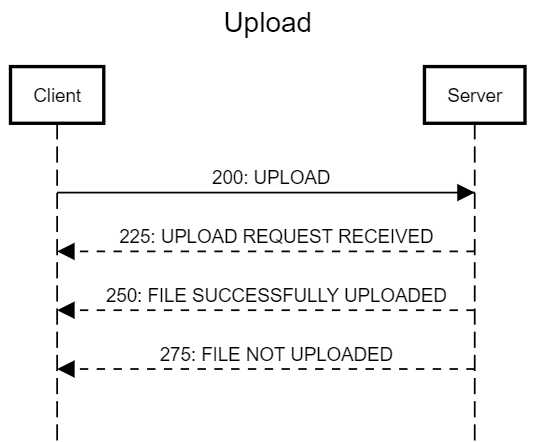 Upload
Client
Server
200: UPLOAD
225: UPLOAD REQUEST RECEIVED
250: FILE SUCCESSFULLY UPLOADED
275: FILE NOT UPLOADED